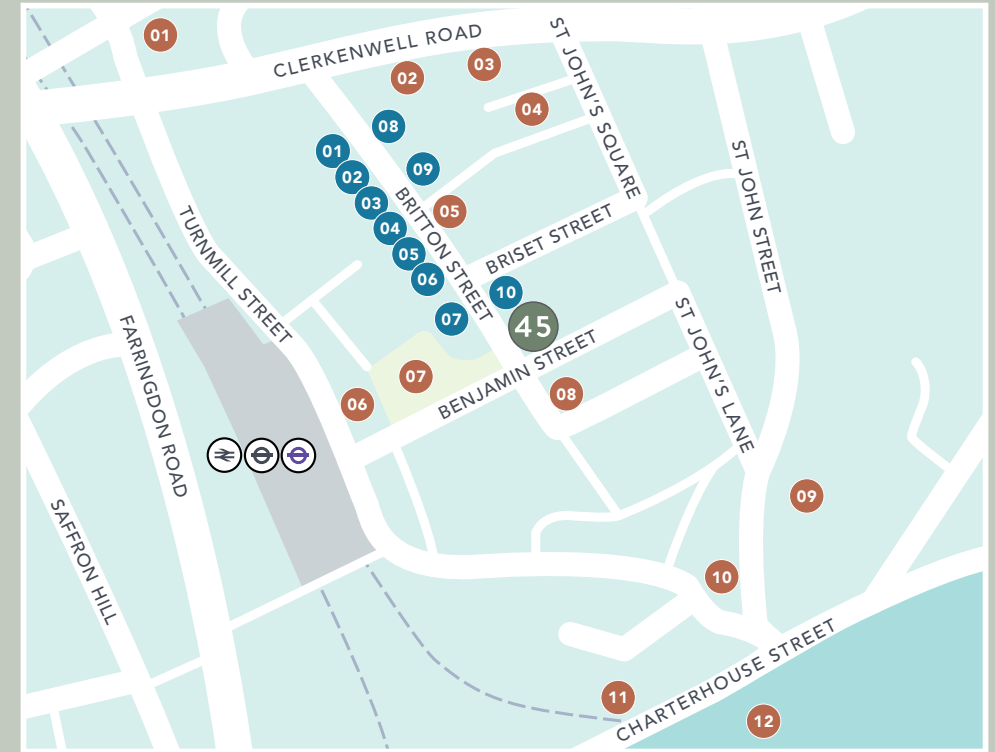 01
CLERKENWELL ROAD
02
03
ST JOHN'S SQUARE
04
08
01
02
09
03
04
05
05
06
07
BRITTON STREET
BRISET STREET
10
45
ST JOHN STREET
TURNMILL STREET
FARRINGDON ROAD
BENJAMIN STREET
ST JOHN'S LANE
07
06
08
SAFFRON HILL
09
10
11
CHARTERHOUSE STREET
12